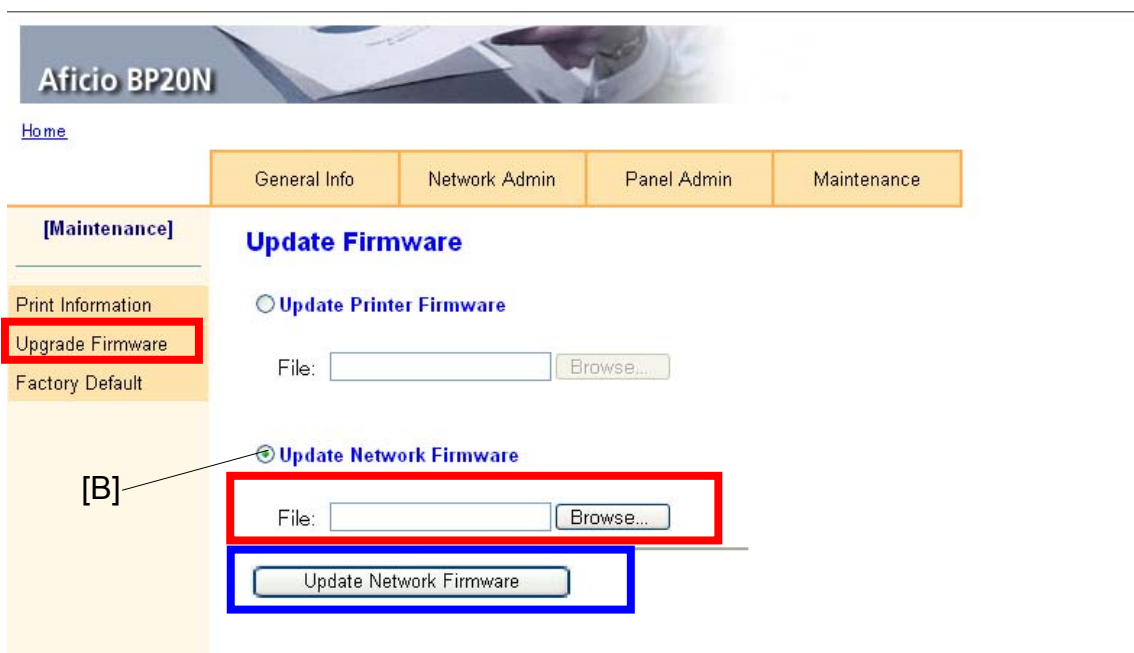 Aficio BP20N
Home
General Info Network Admin Panel Admin Maintenance
[Maintenance]
Print Information
Upgrade Firmware
Factory Default
Update Firmware
Update Printer Firmware
File: Browse...
[B]
Update Network Firmware
File: Browse...
Update Network Firmware